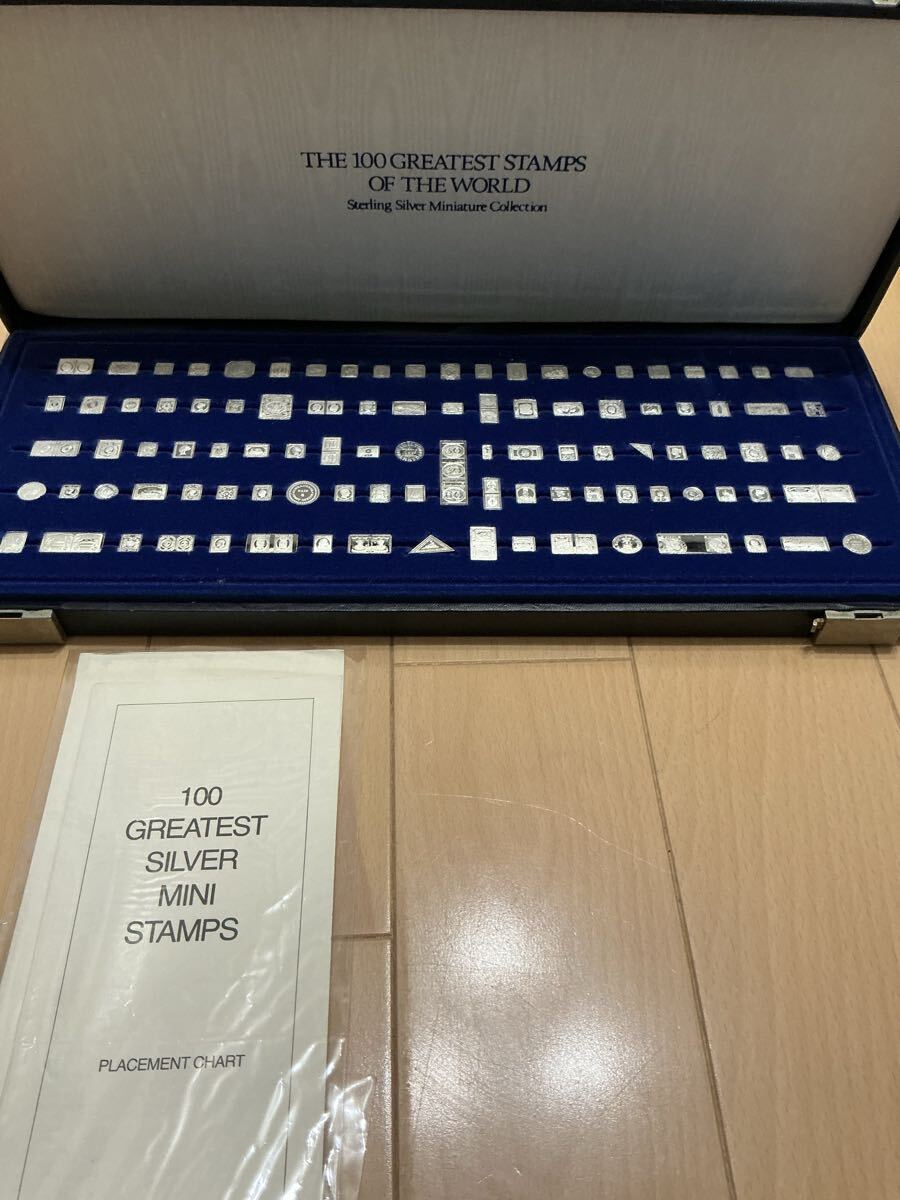 THE 100 GREATEST STAMPS
OF THE WORLD
Sterling Silver Miniature Collection
100
GREATEST
SILVER
MINI
STAMPS
PLACEMENT CHART